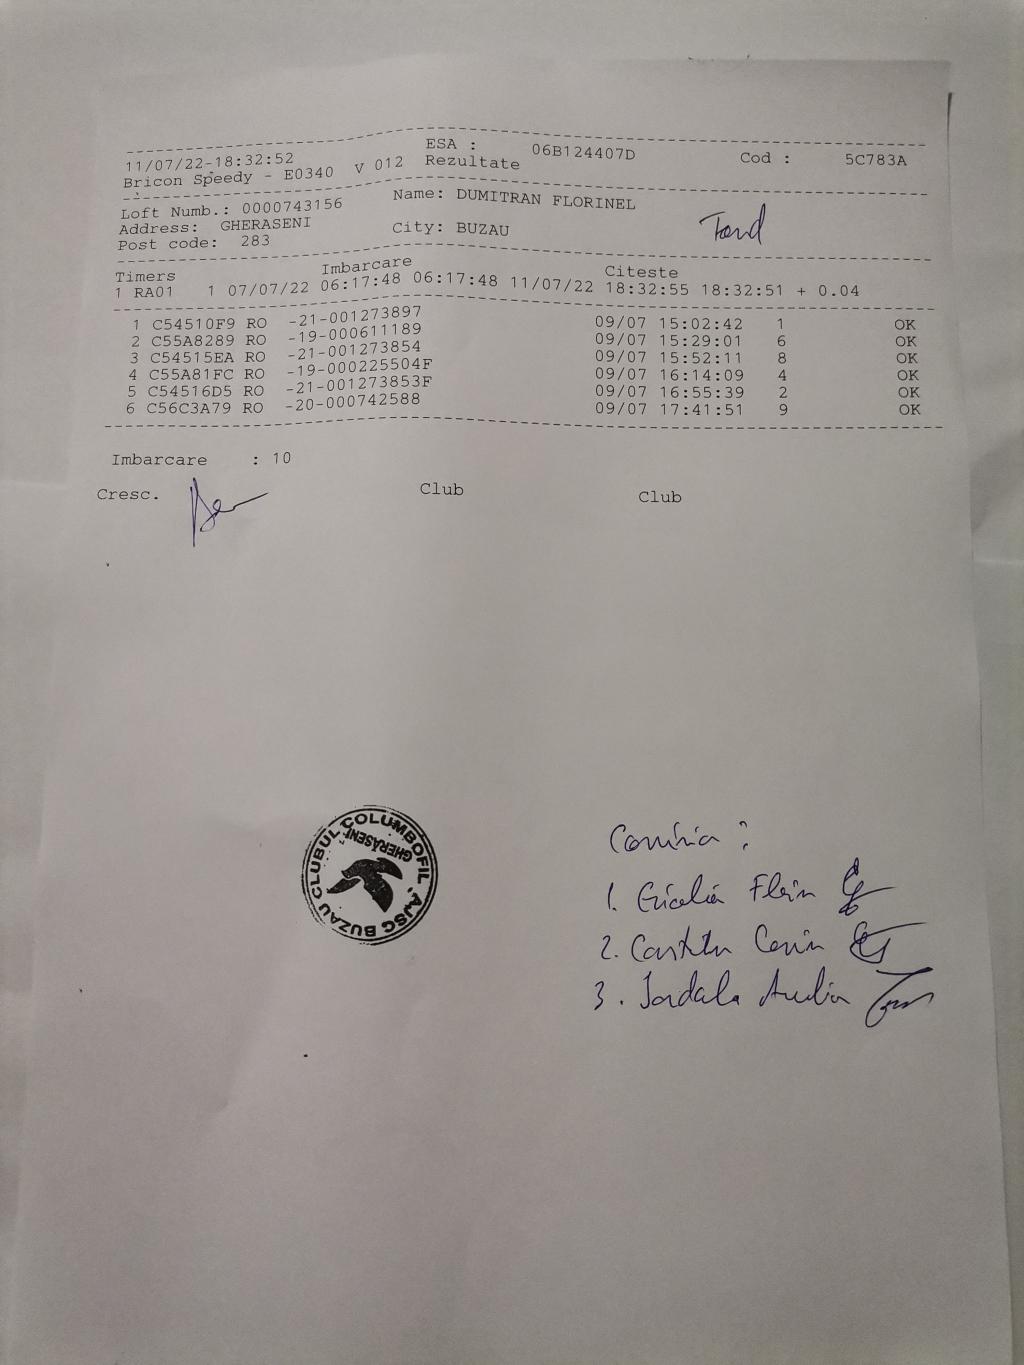 11/07/22-18:32:52 ESA : 06B124407D Cod : 5C783A
Bricon Speedy - E0340 V 012 Rezultate
Loft Numb.: 0000743156 Name: DUMITRAN FLORINEL
Address: GHERASENI
Post code: 283 City: BUZAU
Timers Imbarcare Citeste
1 RA01 1 07/07/22 06:17:48 06:17:48 11/07/22 18:32:55 18:32:51 + 0.04
1 C54510F9 RO -21-001273897 09/07 15:02:42 1 OK
2 C55A8289 RO -19-000611189 09/07 15:29:01 6 OK
3 C54515EA RO -21-001273854 09/07 15:52:11 8 OK
4 C55A81FC RO -19-000225504F 09/07 16:14:09 4 OK
5 C54516D5 RO -21-001273853F 09/07 16:55:39 2 OK
6 C56C3A79 RO -20-000742588 09/07 17:41:51 9 OK
Imbarcare : 10
Cresc. Club Club
CLUBUL COLUMBOFIL AJSC BUZAU
GHERASENI
1.
2.
3.